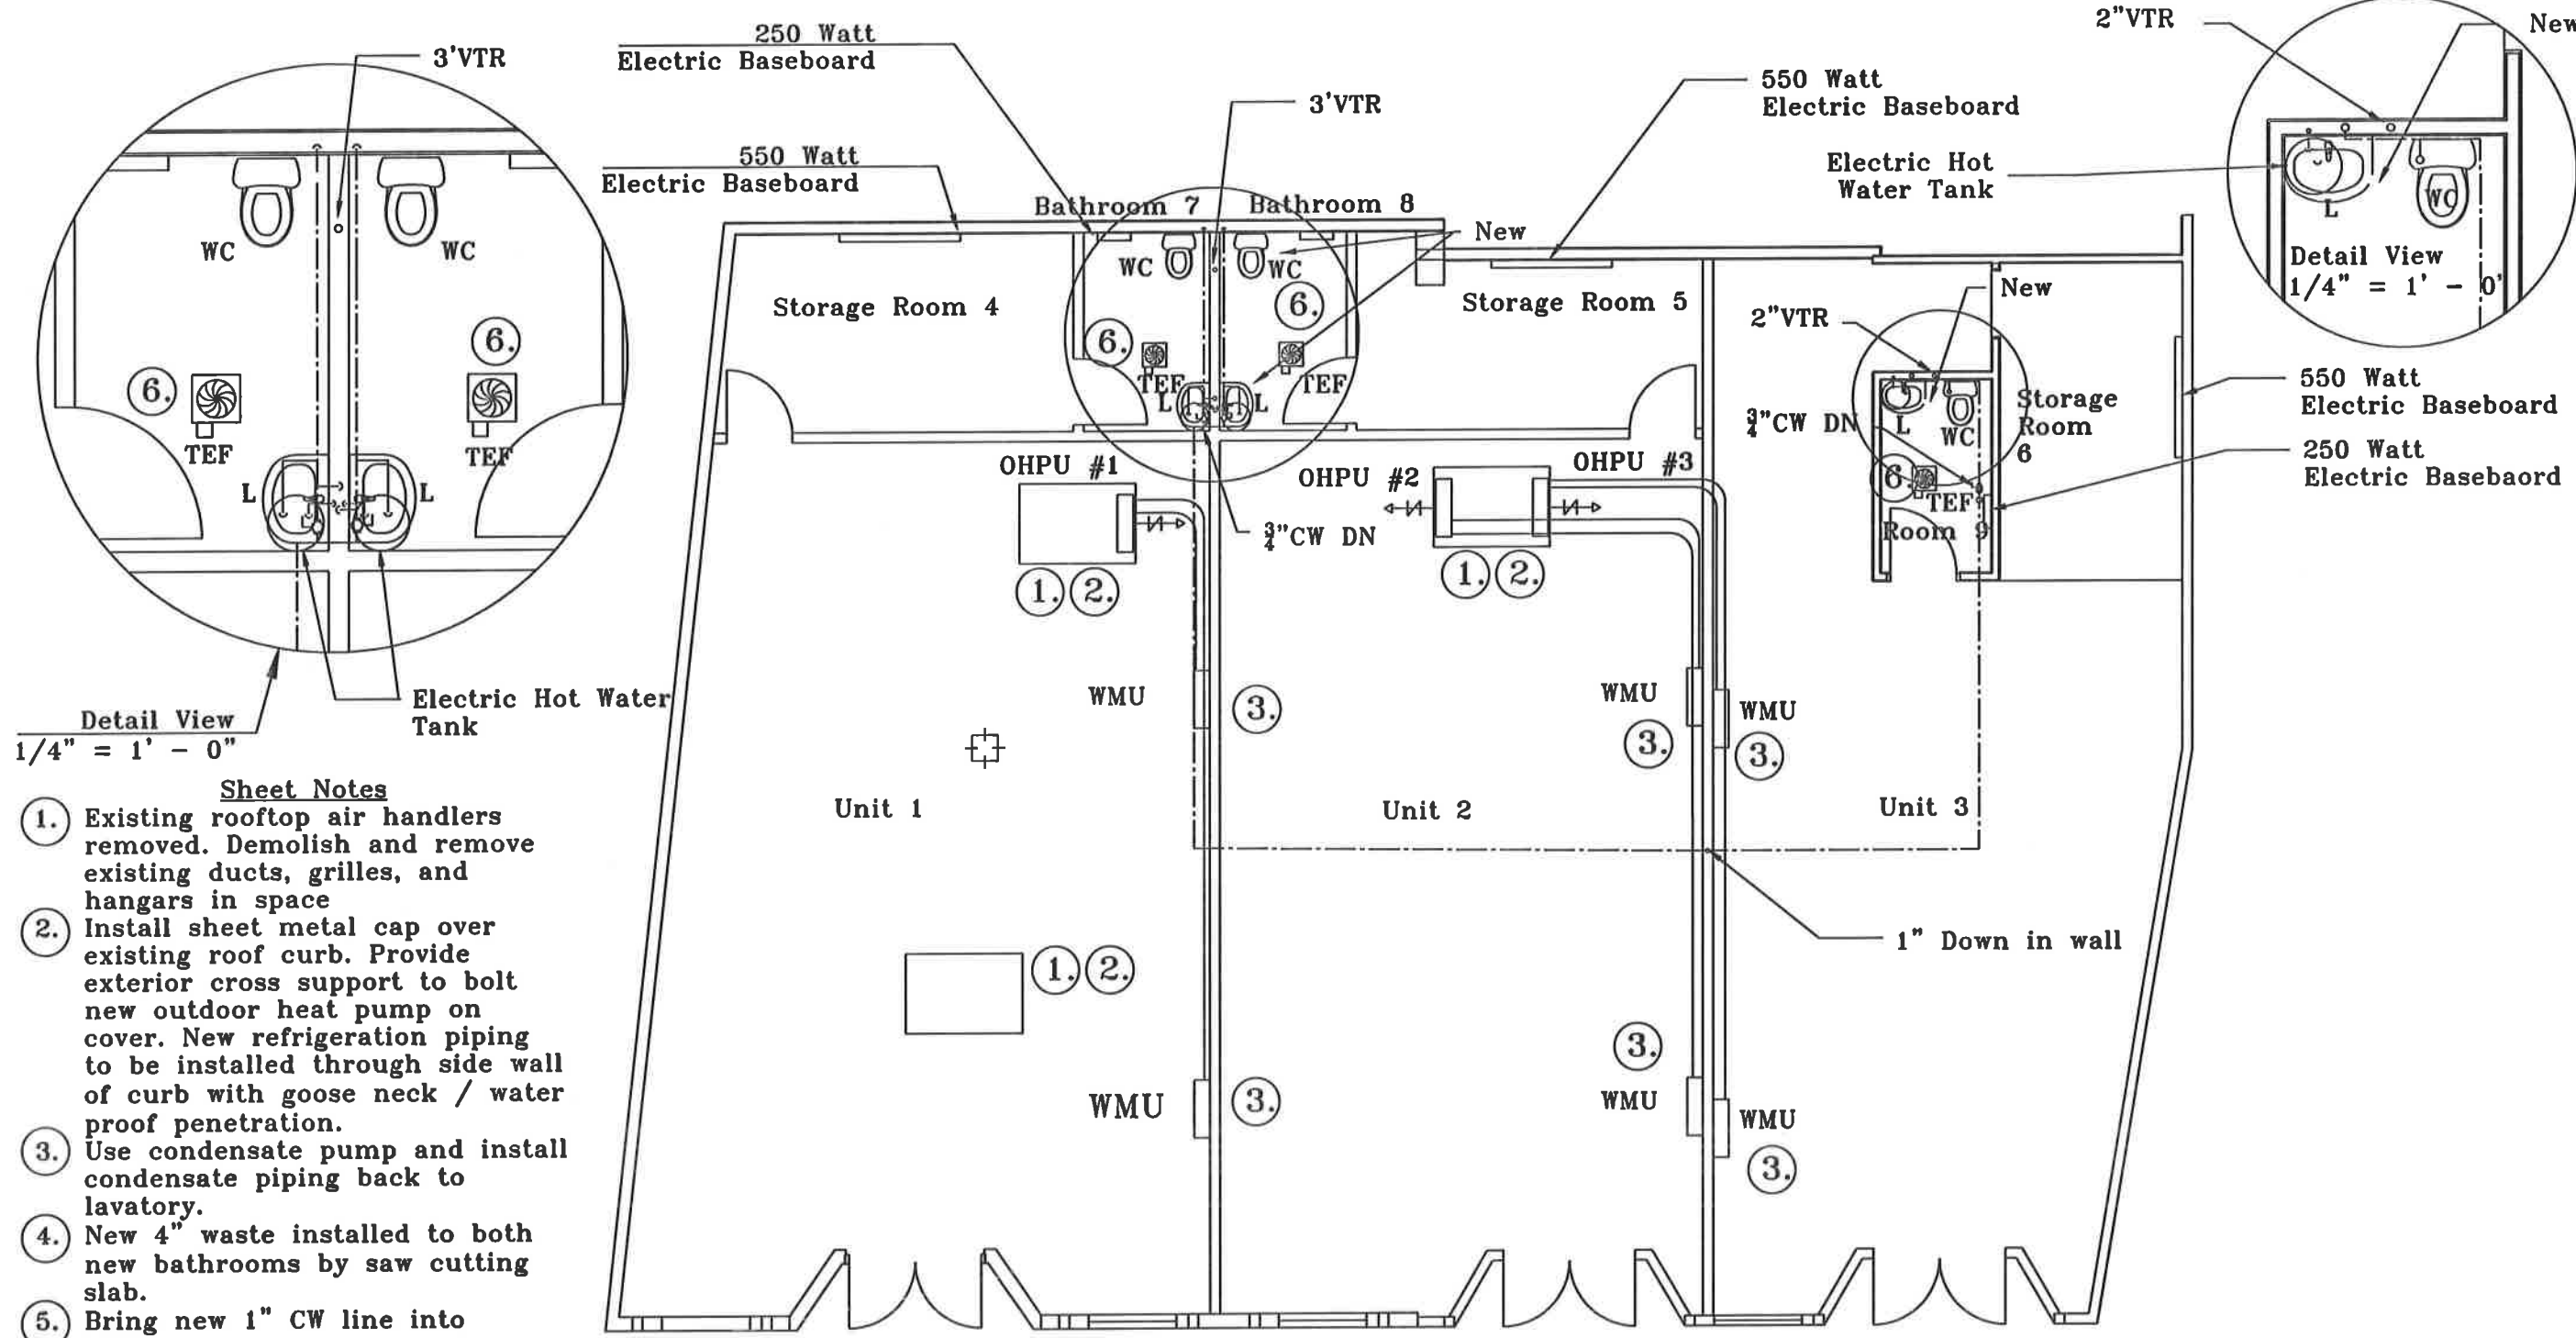 3'VTR
WC
WC
6.
6.
TEF
TEF
L
L
Electric Hot Water
Tank
Detail View
1/4" = 1' - 0"
Sheet Notes
1. Existing rooftop air handlers
removed. Demolish and remove
existing ducts, grilles, and
hangars in space
2. Install sheet metal cap over
existing roof curb. Provide
exterior cross support to bolt
new outdoor heat pump on
cover. New refrigeration piping
to be installed through side wall
of curb with goose neck / water
proof penetration.
3. Use condensate pump and install
condensate piping back to
lavatory.
4. New 4" waste installed to both
new bathrooms by saw cutting
slab.
5. Bring new 1" CW line into
250 Watt
Electric Baseboard
550 Watt
Electric Baseboard
3'VTR
550 Watt
Electric Baseboard
Bathroom 7
Bathroom 8
New
WC
WC
Storage Room 4
6.
6.
TEF
TEF
L
L
Storage Room 5
OHPU #1
OHPU #2
OHPU #3
3/4"CW DN
1. 2.
1. 2.
WMU
3.
WMU
3.
WMU
3.
Unit 1
Unit 2
Unit 3
1" Down in wall
1. 2.
WMU
3.
3.
WMU
WMU
3.
2"VTR
New
Electric Hot
Water Tank
L
WC
Detail View
1/4" = 1' - 0'
New
2"VTR
3/4"CW DN
L
WC
Storage
Room
6
6.
TEF
Room 9
550 Watt
Electric Baseboard
250 Watt
Electric Basebaord